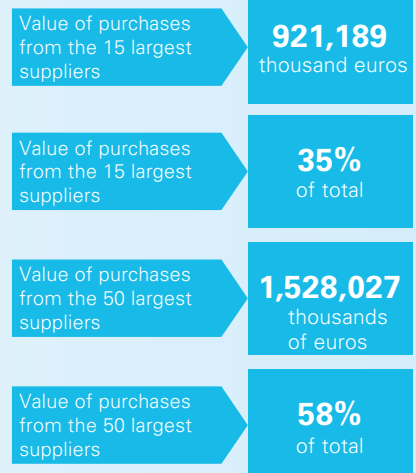 Value of purchases
from the 15 largest
suppliers
921,189
thousand euros
Value of purchases
from the 15 largest
suppliers
35%
of total
Value of purchases
from the 50 largest
suppliers
1,528,027
thousands
of euros
Value of purchases
from the 50 largest
suppliers
58%
of total